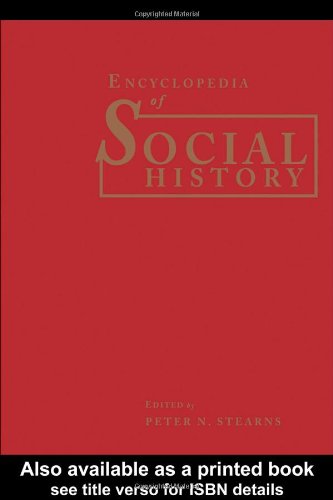 ENCYCLOPEDIA
of
SOCIAL
HISTORY
EDITED by
PETER N. STEARNS
Also available as a printed book
see title verso for ISBN details